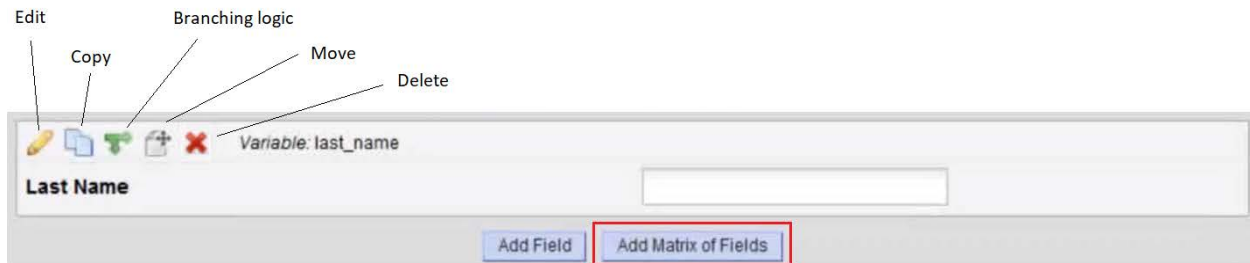 Edit
Branching logic
Copy
Move
Delete
Variable: last_name
Last Name
Add Field
Add Matrix of Fields